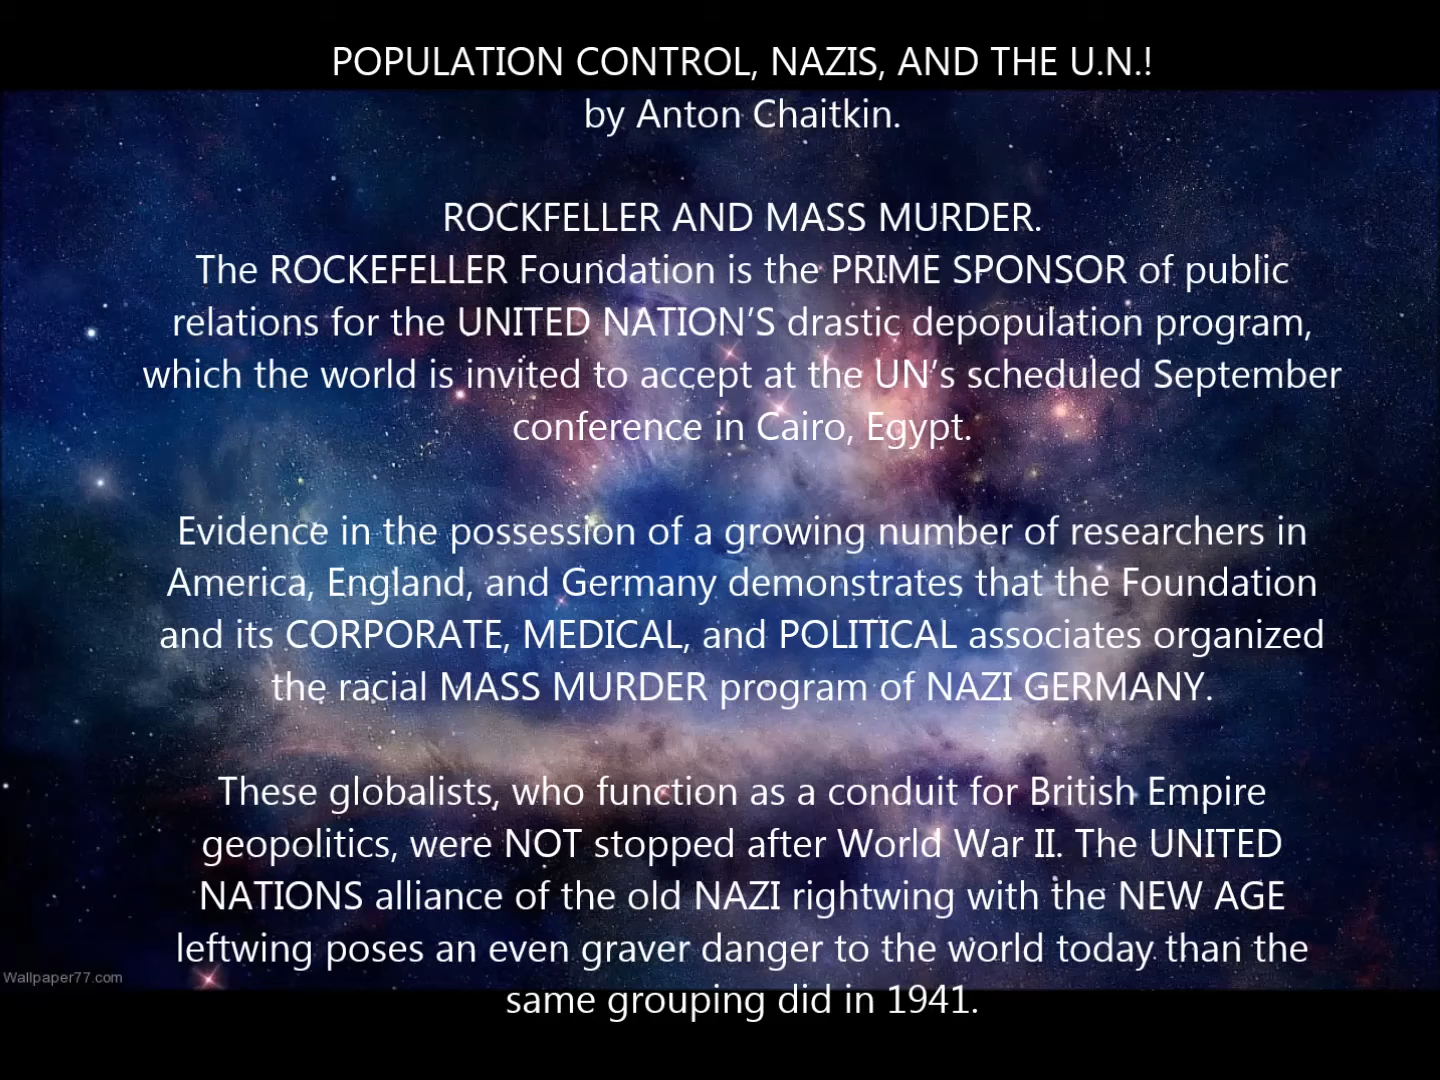 POPULATION CONTROL, NAZIS, AND THE U.N.!
by Anton Chaitkin.
ROCKFELLER AND MASS MURDER.
The ROCKEFELLER Foundation is the PRIME SPONSOR of public
relations for the UNITED NATION’S drastic depopulation program,
which the world is invited to accept at the UN’s scheduled September
conference in Cairo, Egypt.
Evidence in the possession of a growing number of researchers in
America, England, and Germany demonstrates that the Foundation
and its CORPORATE, MEDICAL, and POLITICAL associates organized
the racial MASS MURDER program of NAZI GERMANY.
These globalists, who function as a conduit for British Empire
geopolitics, were NOT stopped after World War II. The UNITED
NATIONS alliance of the old NAZI rightwing with the NEW AGE
leftwing poses an even graver danger to the world today than the
same grouping did in 1941.
Wallpaper77.com